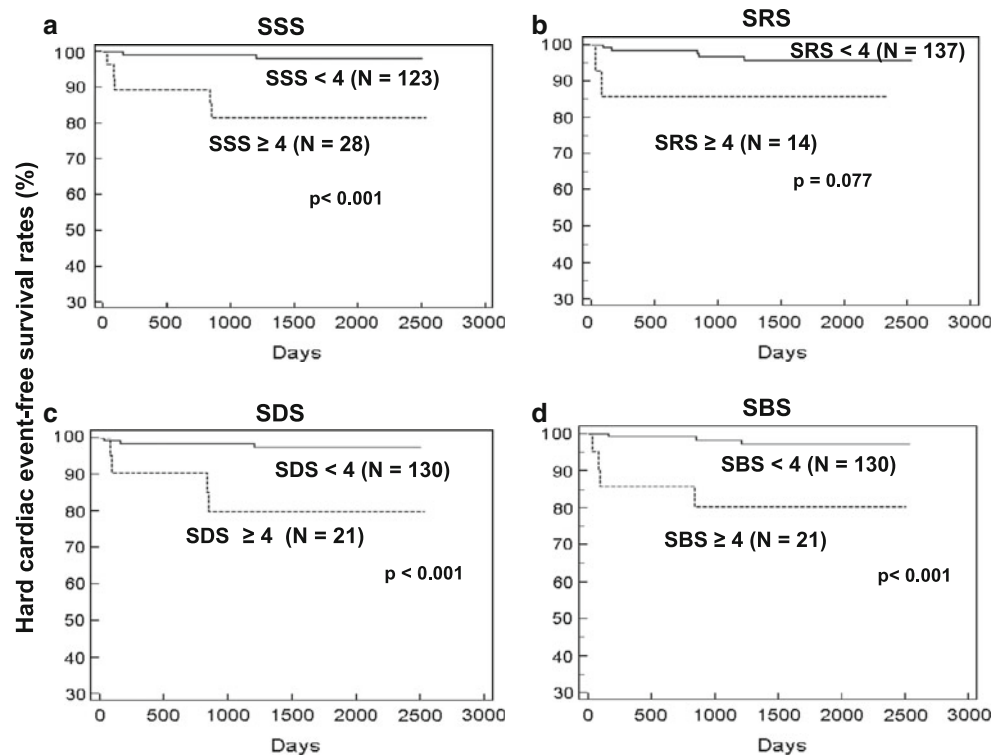 Hard cardiac event-free survival rates (%)
a
SSS
100
90
80
70
60
50
40
30
SSS < 4 (N = 123)
SSS ≥ 4 (N = 28)
p< 0.001
0 500 1000 1500 2000 2500 3000
Days
b
SRS
100
90
80
70
60
50
40
30
SRS < 4 (N = 137)
SRS ≥ 4 (N = 14)
p = 0.077
0 500 1000 1500 2000 2500 3000
Days
c
SDS
100
90
80
70
60
50
40
30
SDS < 4 (N = 130)
SDS ≥ 4 (N = 21)
p < 0.001
0 500 1000 1500 2000 2500 3000
Days
d
SBS
100
90
80
70
60
50
40
30
SBS < 4 (N = 130)
SBS ≥ 4 (N = 21)
p< 0.001
0 500 1000 1500 2000 2500 3000
Days